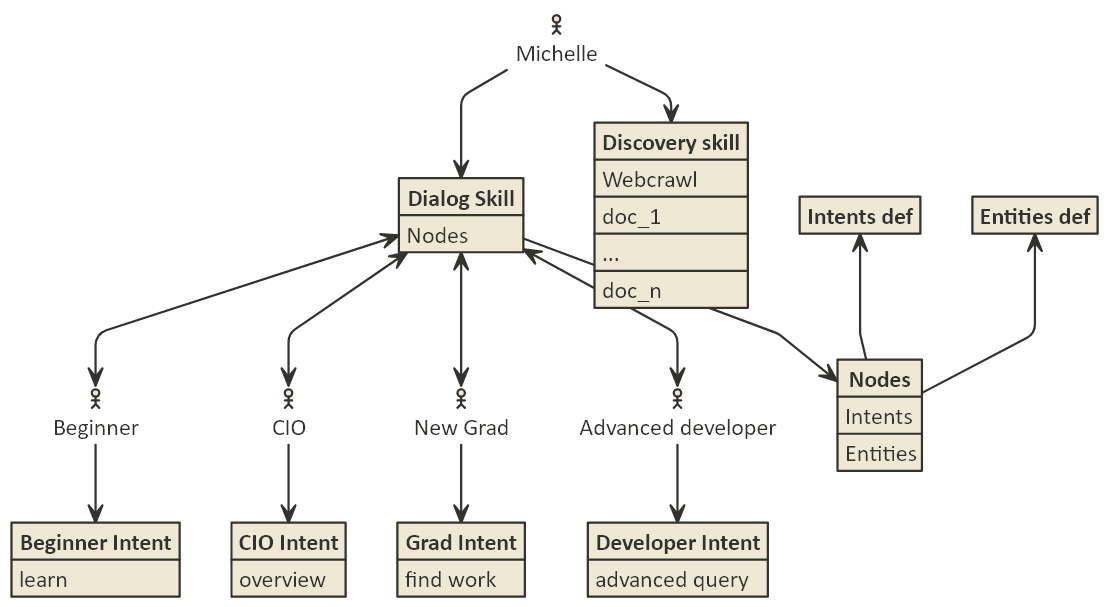 Michelle
Discovery skill
Webcrawl
doc_1
...
doc_n
Dialog Skill
Nodes
Intents def
Entities def
Nodes
Intents
Entities
Beginner
CIO
New Grad
Advanced developer
Beginner Intent
learn
CIO Intent
overview
Grad Intent
find work
Developer Intent
advanced query